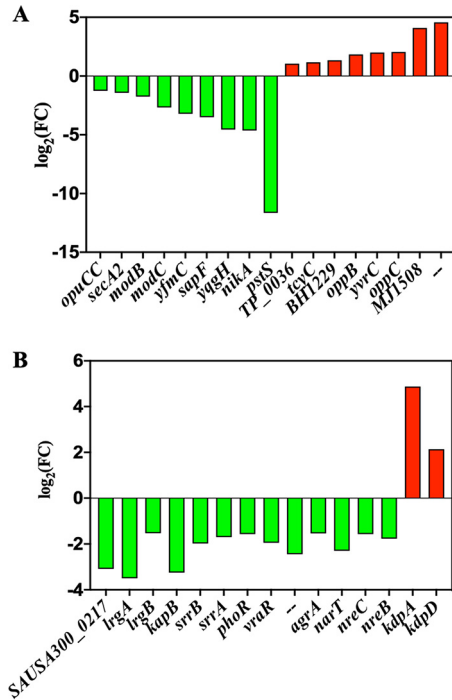 A
5
0
-5
-10
-15
log2(FC)
opuCC
secA2
modB
modC
yfmC
sapF
yqgH
nikA
pstS
TP_0036
tcyC
BH1229
oppB
yvrC
oppC
MJ1508
--
B
6
4
2
0
-2
-4
log2(FC)
SAUSA300_0217
lrgA
lrgB
kapB
srrB
srrA
phoR
vraR
--
agrA
narT
nreC
nreB
kdpA
kdpD